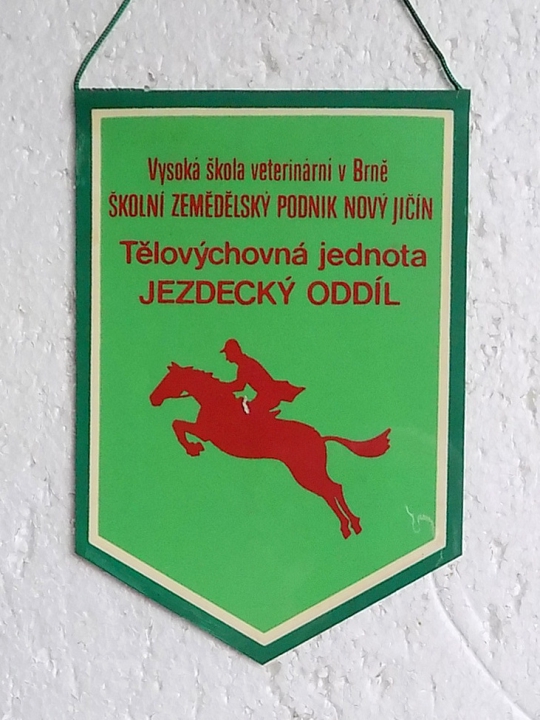 Vysoká škola veterinární v Brně
ŠKOLNÍ ZEMĚDĚLSKÝ PODNIK NOVÝ JIČÍN
Tělovýchovná jednota
JEZDECKÝ ODDÍL